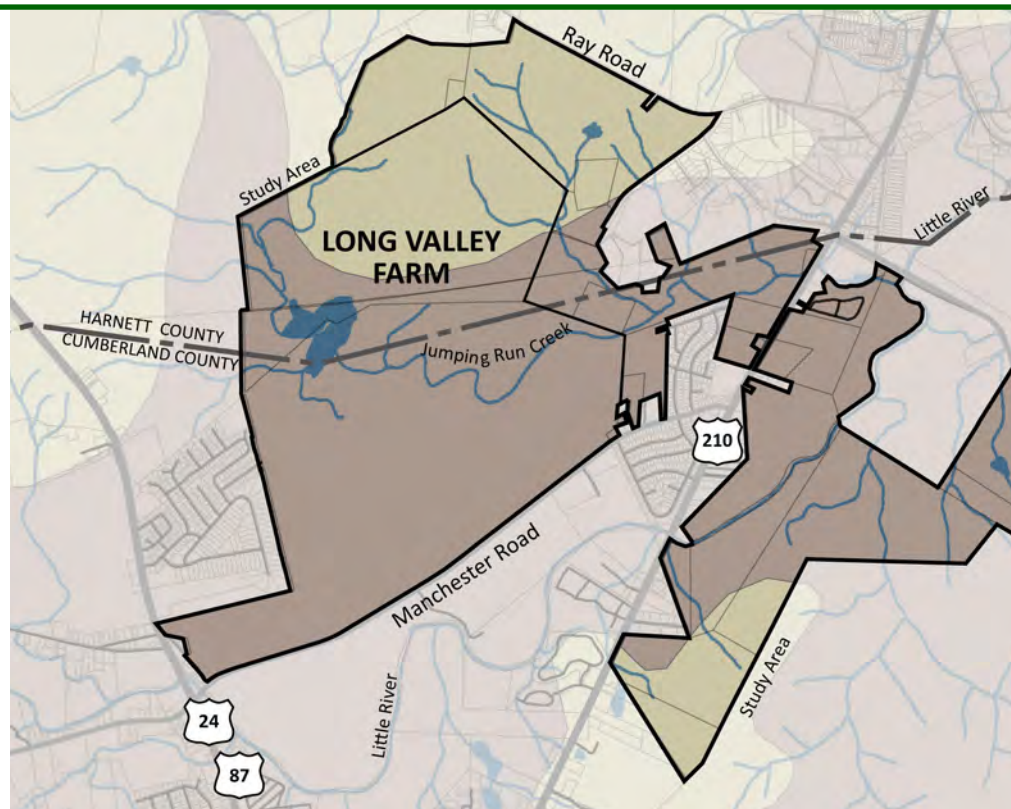 Ray Road
Study Area
Little River
LONG VALLEY
FARM
HARNETT COUNTY
CUMBERLAND COUNTY
Jumping Run Creek
210
Manchester Road
Little River
Study Area
24
87